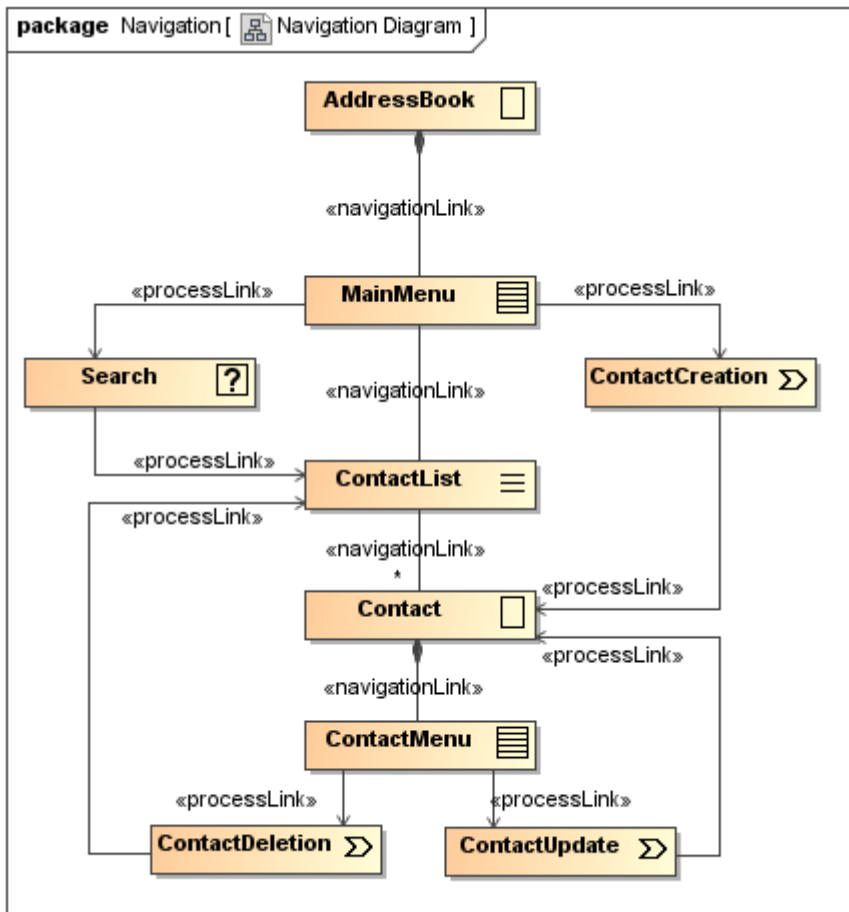 package Navigation [ Navigation Diagram ]
AddressBook
«navigationLink»
«processLink»
MainMenu
«processLink»
Search ?
«navigationLink»
ContactCreation
«processLink»
ContactList
«processLink»
«navigationLink»
*
Contact
«processLink»
«processLink»
«navigationLink»
ContactMenu
«processLink»
«processLink»
ContactDeletion
ContactUpdate